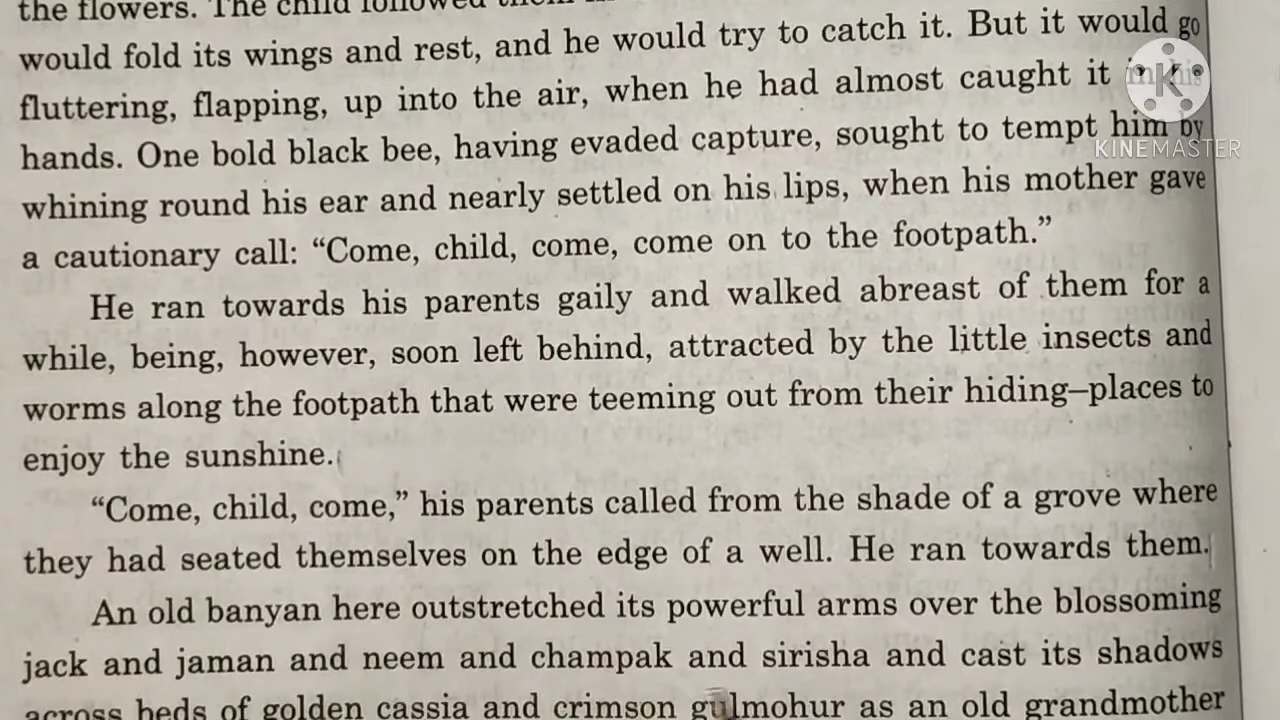 the flowers. The child followed them
would fold its wings and rest, and he would try to catch it. But it would go
fluttering, flapping, up into the air, when he had almost caught it in his
hands. One bold black bee, having evaded capture, sought to tempt him by
KINEMASTER
whining round his ear and nearly settled on his lips, when his mother gave
a cautionary call: “Come, child, come, come on to the footpath.”
He ran towards his parents gaily and walked abreast of them for a
while, being, however, soon left behind, attracted by the little insects and
worms along the footpath that were teeming out from their hiding–places to
enjoy the sunshine.
“Come, child, come,” his parents called from the shade of a grove where
they had seated themselves on the edge of a well. He ran towards them.
An old banyan here outstretched its powerful arms over the blossoming
jack and jaman and neem and champak and sirisha and cast its shadows
across beds of golden cassia and crimson gulmohur as an old grandmother